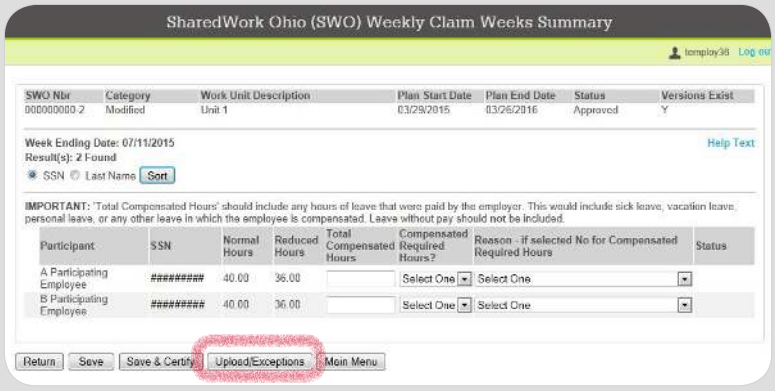 SharedWork Ohio (SWO) Weekly Claim Weeks Summary
temploy36 Log out
SWO Nbr Category Work Unit Description Plan Start Date Plan End Date Status Versions Exist
000000000-2 Modified Unit 1 03/29/2015 03/26/2016 Approved Y
Week Ending Date: 07/11/2015 Help Text
Result(s): 2 Found
SSN Last Name Sort
IMPORTANT: 'Total Compensated Hours' should include any hours of leave that were paid by the employer. This would include sick leave, vacation leave,
personal leave, or any other leave in which the employee is compensated. Leave without pay should not be included.
Participant SSN Normal Hours Reduced Hours Total Compensated Hours Compensated Required Hours? Reason - if selected No for Compensated Required Hours Status
A Participating Employee ######### 40.00 36.00 Select One Select One
B Participating Employee ######### 40.00 36.00 Select One Select One
Return Save Save & Certify Upload/Exceptions Main Menu